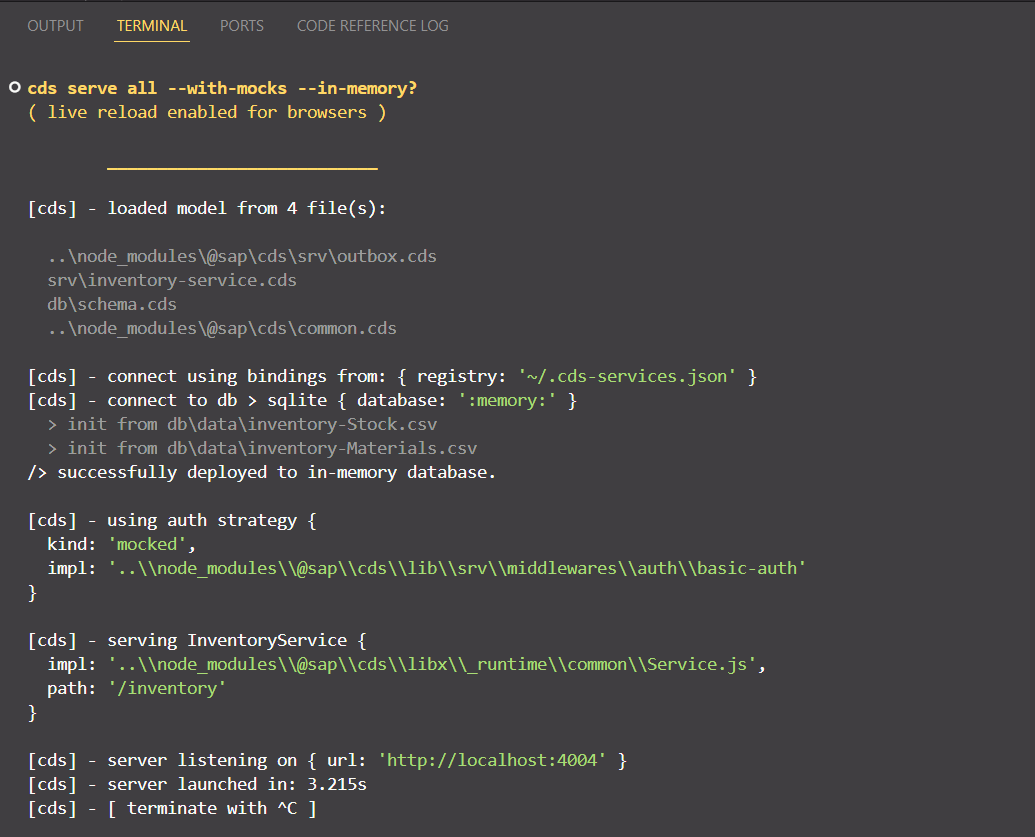 OUTPUT TERMINAL PORTS CODE REFERENCE LOG
cds serve all --with-mocks --in-memory?
( live reload enabled for browsers )
___________________________
[cds] - loaded model from 4 file(s):
..\node_modules\@sap\cds\srv\outbox.cds
srv\inventory-service.cds
db\schema.cds
..\node_modules\@sap\cds\common.cds
[cds] - connect using bindings from: { registry: '~/.cds-services.json' }
[cds] - connect to db > sqlite { database: ':memory:' }
> init from db\data\inventory-Stock.csv
> init from db\data\inventory-Materials.csv
/> successfully deployed to in-memory database.
[cds] - using auth strategy {
kind: 'mocked',
impl: '..\\node_modules\\@sap\\cds\\lib\\srv\\middlewares\\auth\\basic-auth'
}
[cds] - serving InventoryService {
impl: '..\\node_modules\\@sap\\cds\\libx\\_runtime\\common\\Service.js',
path: '/inventory'
}
[cds] - server listening on { url: 'http://localhost:4004' }
[cds] - server launched in: 3.215s
[cds] - [ terminate with ^C ]